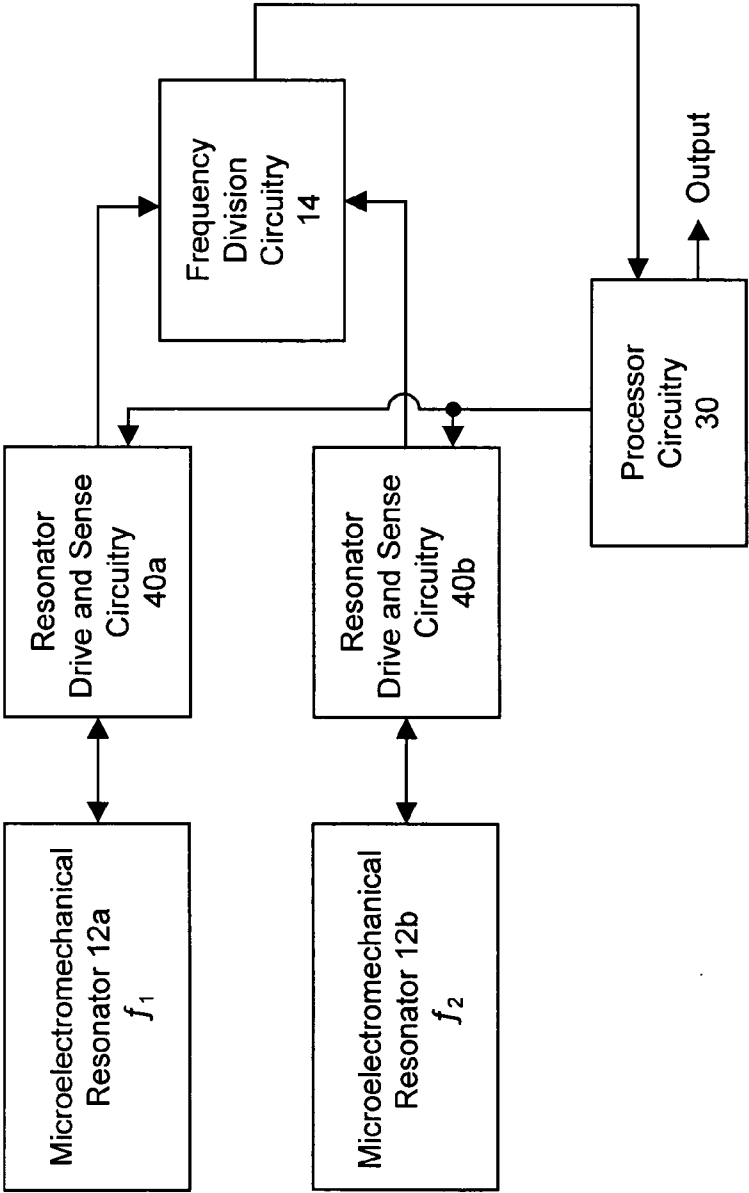 Microelectromechanical
Resonator 12a
f1
Resonator
Drive and Sense
Circuitry
40a
Frequency
Division
Circuitry
14
Microelectromechanical
Resonator 12b
f2
Resonator
Drive and Sense
Circuitry
40b
Processor
Circuitry
30
Output